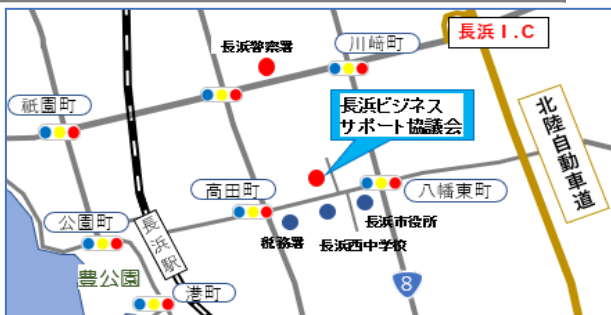 長浜I.C
川﨑町
長浜警察署
祇園町
長浜ビジネス
サポート協議会
北陸自動車道
高田町
八幡東町
長浜市役所
公園町
長浜駅
税務署
長浜西中学校
豊公園
港町
8